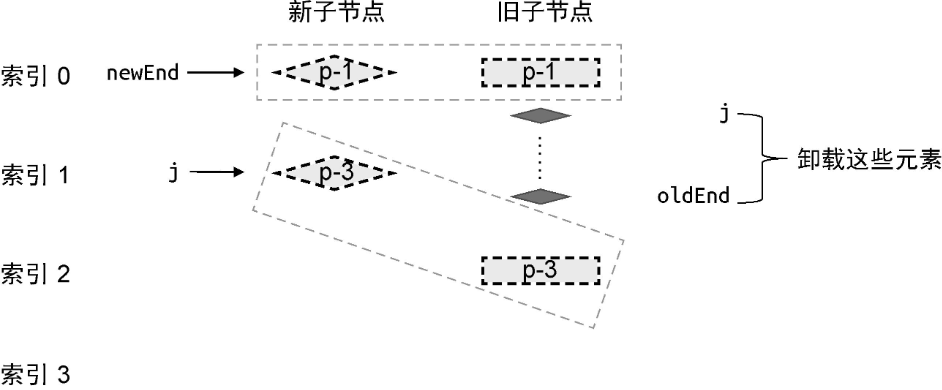 新子节点 旧子节点
索引 0 newEnd p-1 p-1
j
索引 1 j p-3 卸载这些元素
oldEnd
索引 2 p-3
索引 3